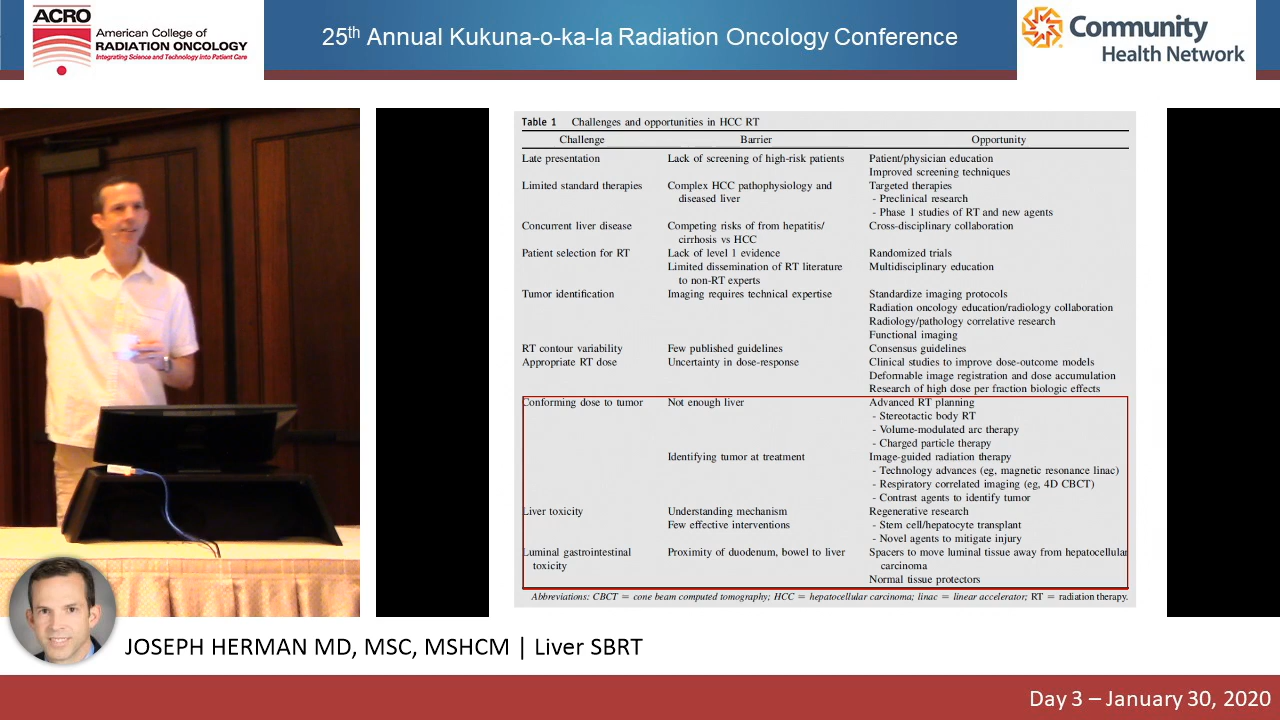 ACRO
American College of
RADIATION ONCOLOGY
Integrating Science and Technology Into Patient Care
25th Annual Kukuna-o-ka-la Radiation Oncology Conference
Community
Health Network
Table 1 Challenges and opportunities in HCC RT
Challenge Barrier Opportunity
Late presentation Lack of screening of high-risk patients Patient/physician education
Improved screening techniques
Limited standard therapies Complex HCC pathophysiology and Targeted therapies
diseased liver - Preclinical research
- Phase 1 studies of RT and new agents
Concurrent liver disease Competing risks of from hepatitis/ Cross-disciplinary collaboration
cirrhosis vs HCC
Patient selection for RT Lack of level 1 evidence Randomized trials
Limited dissemination of RT literature Multidisciplinary education
to non-RT experts
Tumor identification Imaging requires technical expertise Standardize imaging protocols
Radiation oncology education/radiology collaboration
Radiology/pathology correlative research
Functional imaging
RT contour variability Few published guidelines Consensus guidelines
Appropriate RT dose Uncertainty in dose-response Clinical studies to improve dose-outcome models
Deformable image registration and dose accumulation
Research of high dose per fraction biologic effects
Conforming dose to tumor Not enough liver Advanced RT planning
- Stereotactic body RT
- Volume-modulated arc therapy
- Charged particle therapy
Identifying tumor at treatment Image-guided radiation therapy
- Technology advances (eg, magnetic resonance linac)
- Respiratory correlated imaging (eg, 4D CBCT)
- Contrast agents to identify tumor
Liver toxicity Understanding mechanism Regenerative research
Few effective interventions - Stem cell/hepatocyte transplant
- Novel agents to mitigate injury
Luminal gastrointestinal Proximity of duodenum, bowel to liver Spacers to move luminal tissue away from hepatocellular
toxicity carcinoma
Normal tissue protectors
Abbreviations: CBCT = cone beam computed tomography; HCC = hepatocellular carcinoma; linac = linear accelerator; RT = radiation therapy.
JOSEPH HERMAN MD, MSC, MSHCM | Liver SBRT
Day 3 – January 30, 2020